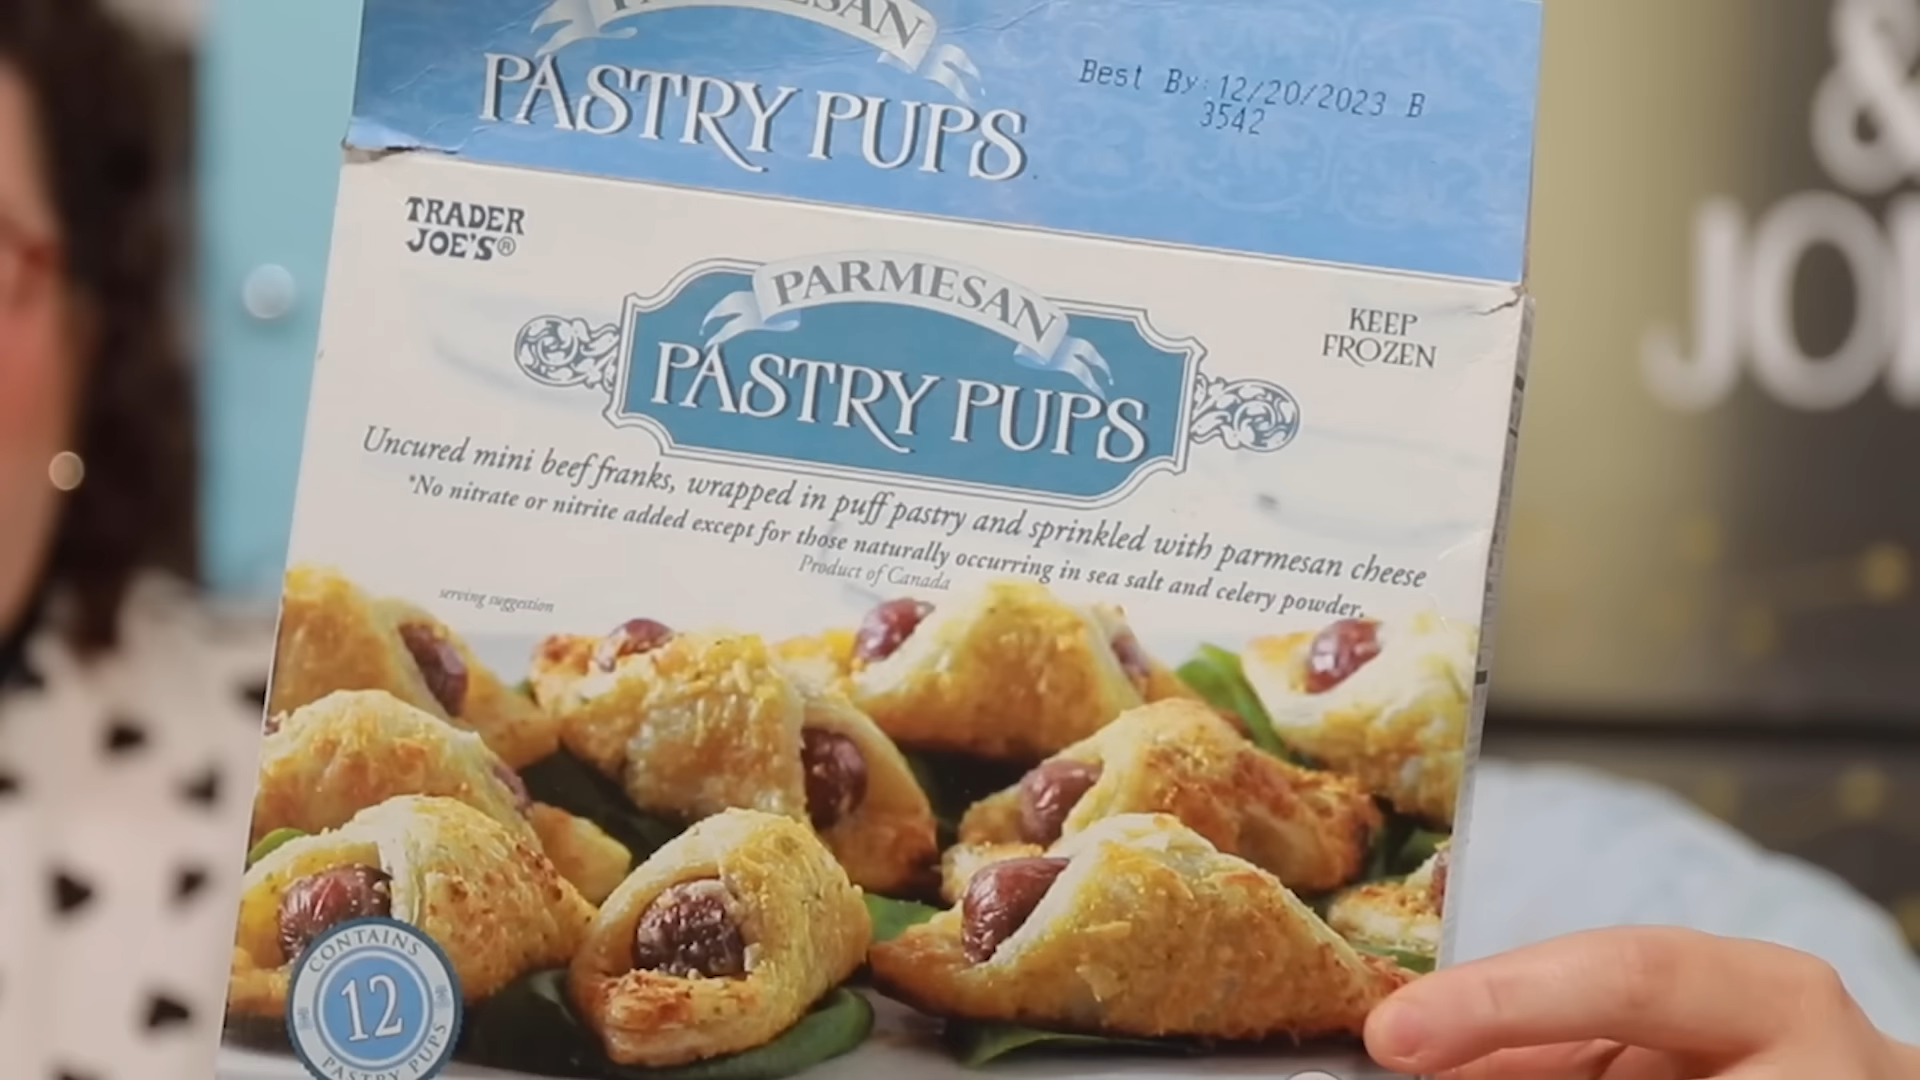 PARMESAN
PASTRY PUPS
Best By: 12/20/2023 B
3542
&
TRADER
JOE'S®
PARMESAN
PASTRY PUPS
KEEP
FROZEN
Uncured mini beef franks, wrapped in puff pastry and sprinkled with parmesan cheese
*No nitrate or nitrite added except for those naturally occurring in sea salt and celery powder.
Product of Canada
serving suggestion
CONTAINS
12
PASTRY PUPS